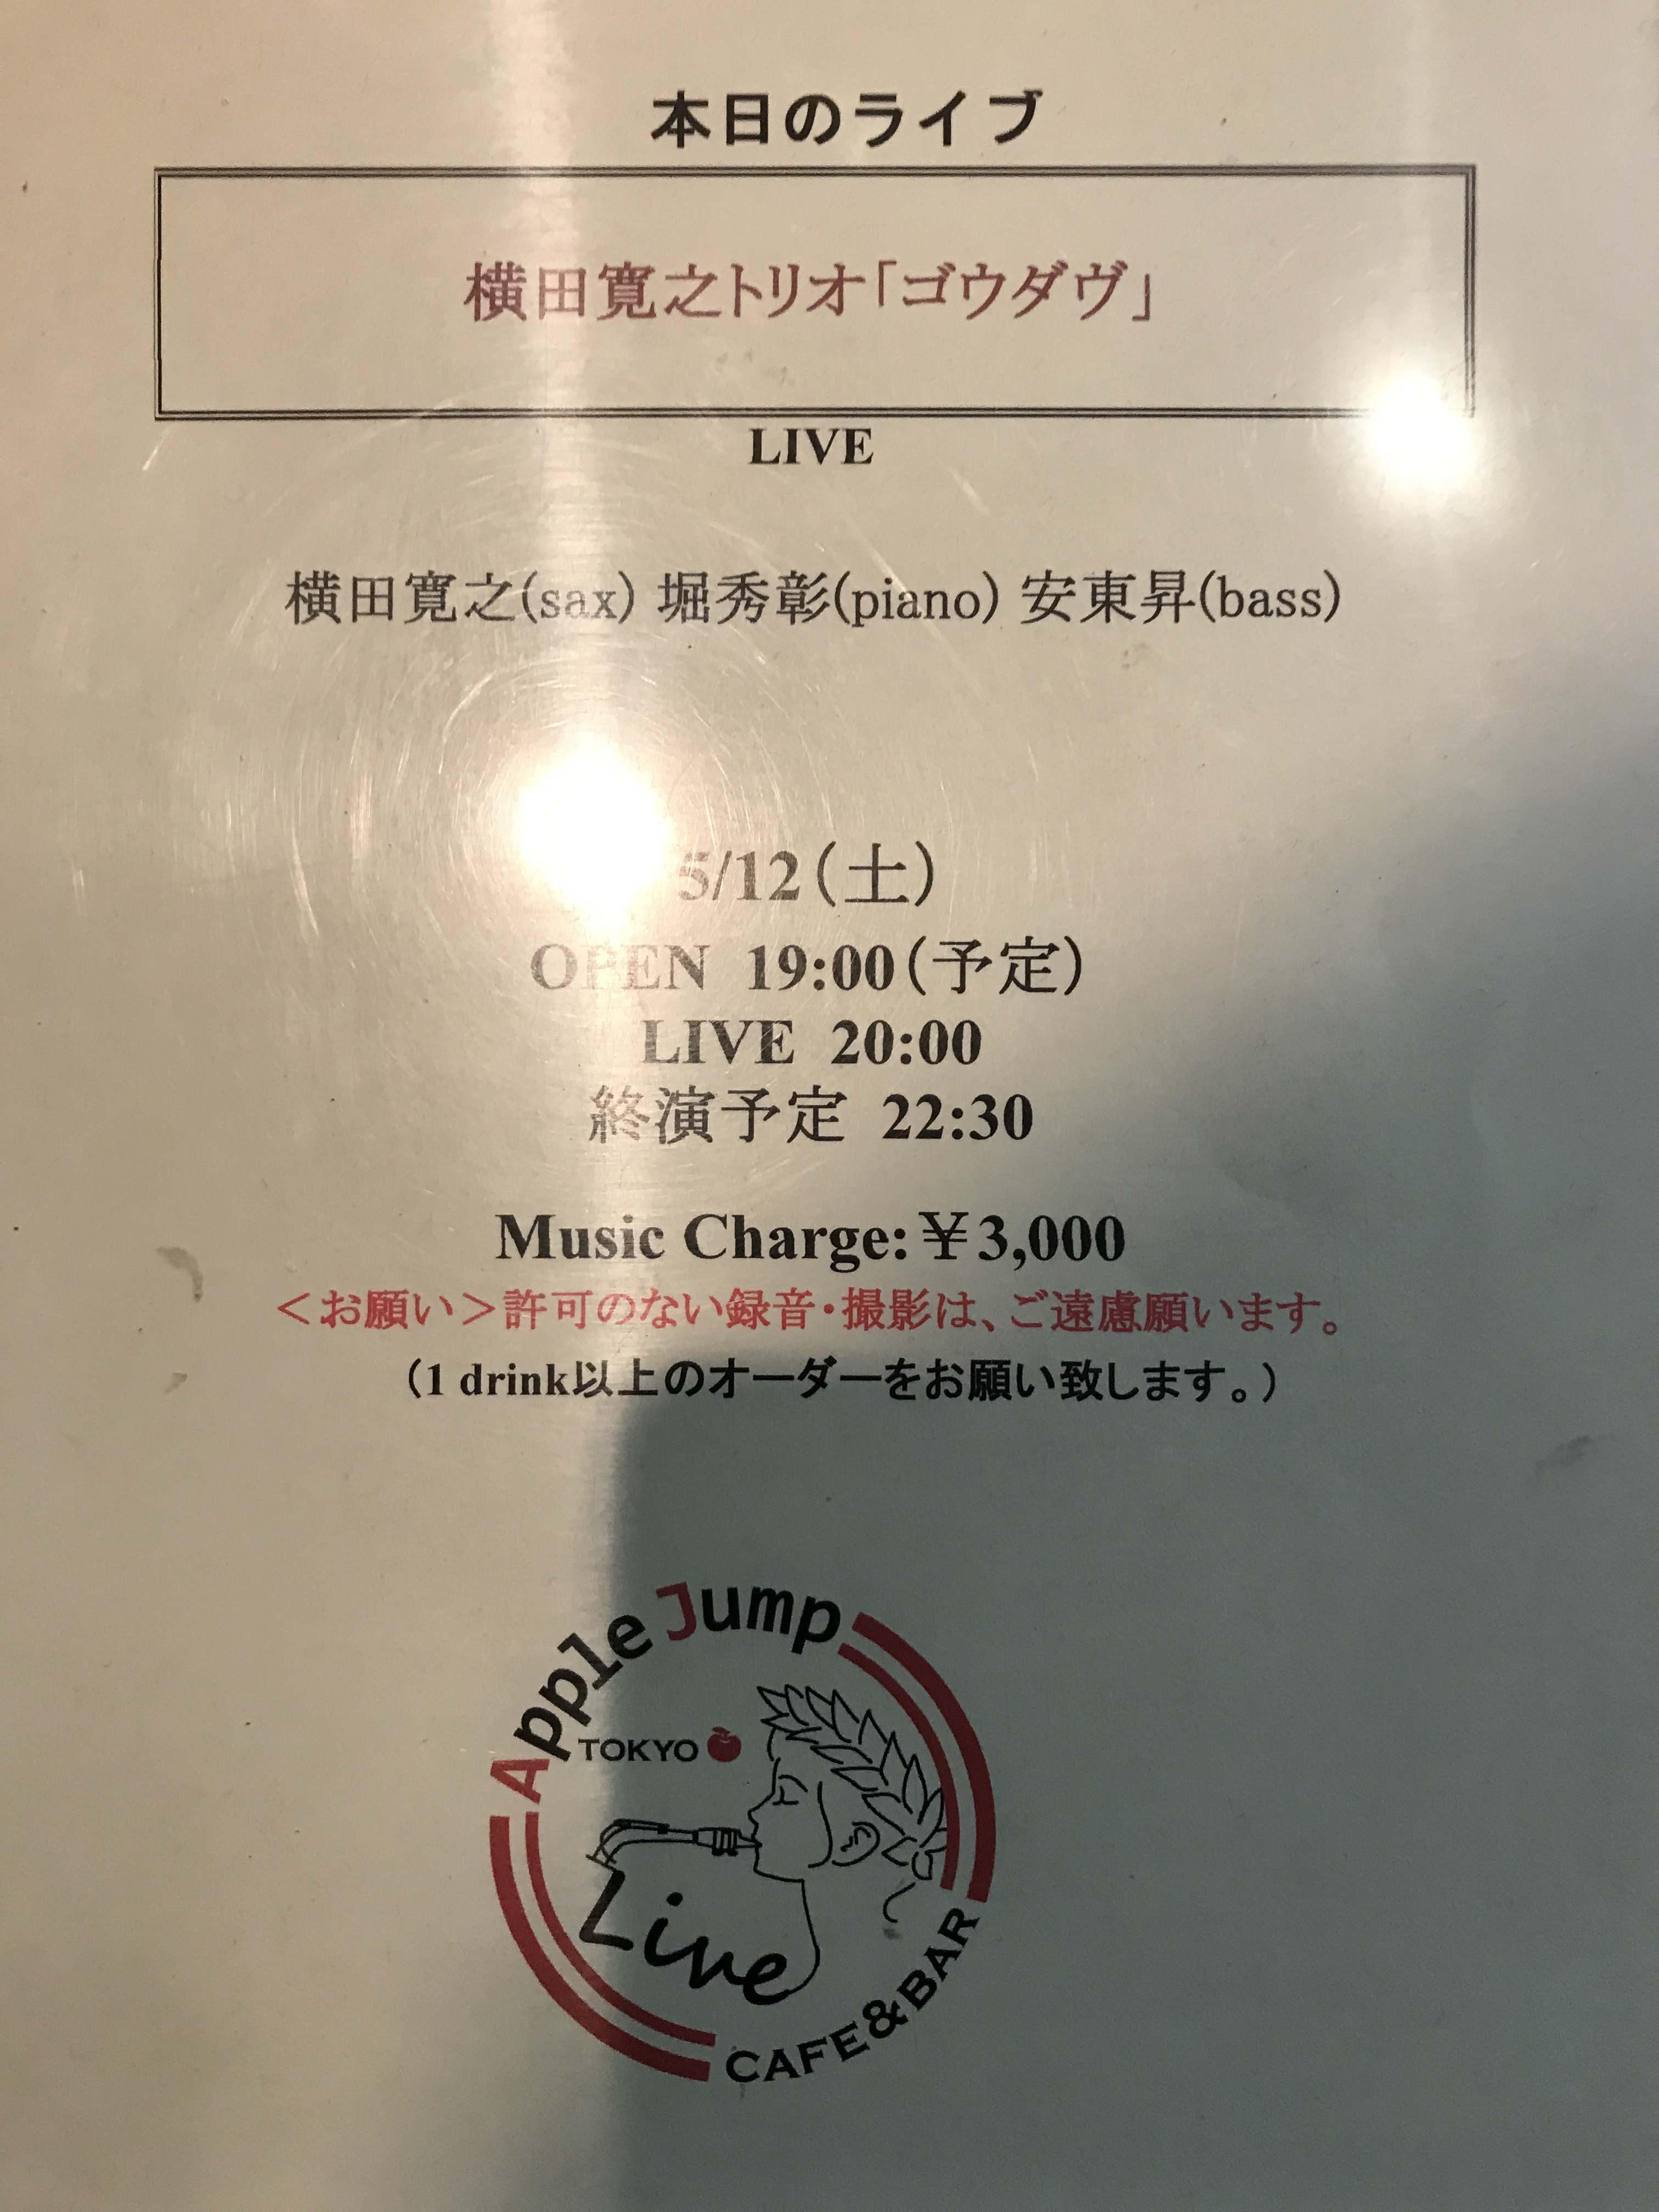 本日のライブ
横田寛之トリオ「ゴウダヴ」
LIVE
横田寛之(sax) 堀秀彰(piano) 安東昇(bass)
5/12(土)
OPEN 19:00(予定)
LIVE 20:00
終演予定 22:30
Music Charge:￥3,000
＜お願い＞許可のない録音・撮影は、ご遠慮願います。
(1 drink以上のオーダーをお願い致します。)
Apple Jump
TOKYO
Live
CAFE&BAR